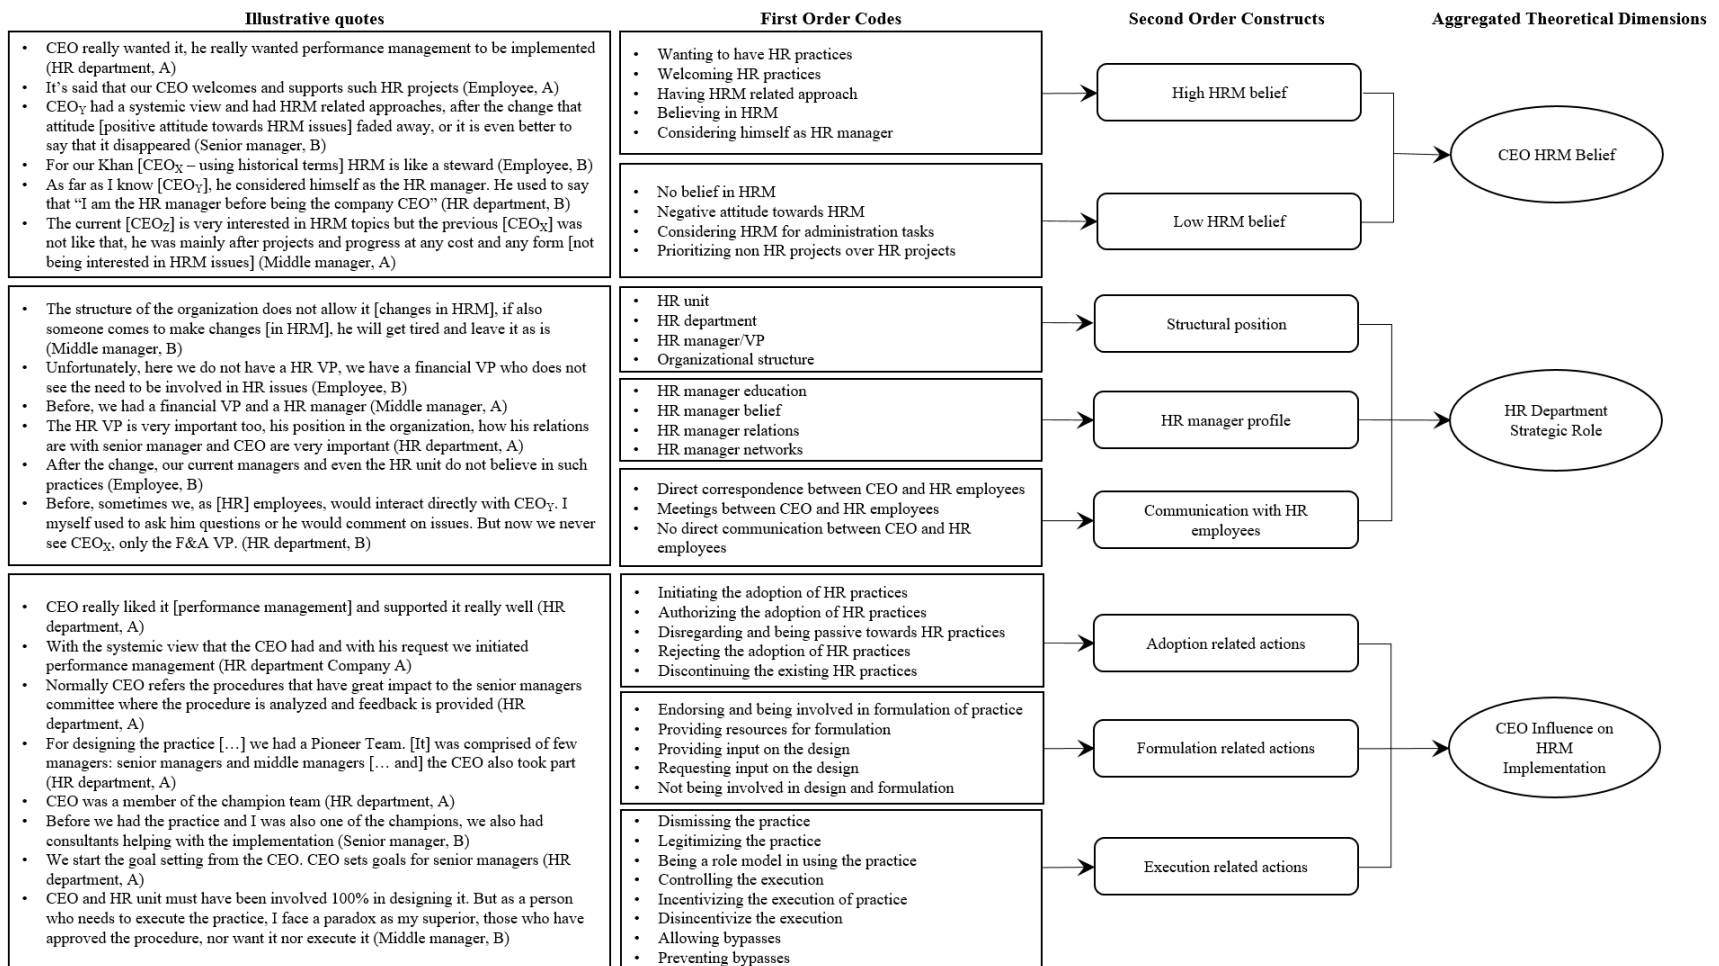 Illustrative quotes
First Order Codes
Second Order Constructs
Aggregated Theoretical Dimensions
• CEO really wanted it, he really wanted performance management to be implemented
(HR department, A)
• It's said that our CEO welcomes and supports such HR projects (Employee, A)
• CEOY had a systemic view and had HRM related approaches, after the change that
attitude [positive attitude towards HRM issues] faded away, or it is even better to
say that it disappeared (Senior manager, B)
• For our Khan [CEOX – using historical terms] HRM is like a steward (Employee, B)
• As far as I know [CEOY], he considered himself as the HR manager. He used to say
that “I am the HR manager before being the company CEO” (HR department, B)
• The current [CEOZ] is very interested in HRM topics but the previous [CEOX] was
not like that, he was mainly after projects and progress at any cost and any form [not
being interested in HRM issues] (Middle manager, A)
• Wanting to have HR practices
• Welcoming HR practices
• Having HRM related approach
• Believing in HRM
• Considering himself as HR manager
High HRM belief
• No belief in HRM
• Negative attitude towards HRM
• Considering HRM for administration tasks
• Prioritizing non HR projects over HR projects
Low HRM belief
CEO HRM Belief
• The structure of the organization does not allow it [changes in HRM], if also
someone comes to make changes [in HRM], he will get tired and leave it as is
(Middle manager, B)
• Unfortunately, here we do not have a HR VP, we have a financial VP who does not
see the need to be involved in HR issues (Employee, B)
• Before, we had a financial VP and a HR manager (Middle manager, A)
• The HR VP is very important too, his position in the organization, how his relations
are with senior manager and CEO are very important (HR department, A)
• After the change, our current managers and even the HR unit do not believe in such
practices (Employee, B)
• Before, sometimes we, as [HR] employees, would interact directly with CEOY. I
myself used to ask him questions or he would comment on issues. But now we never
see CEOX, only the F&A VP. (HR department, B)
• HR unit
• HR department
• HR manager/VP
• Organizational structure
Structural position
• HR manager education
• HR manager belief
• HR manager relations
• HR manager networks
HR manager profile
• Direct correspondence between CEO and HR employees
• Meetings between CEO and HR employees
• No direct communication between CEO and HR
employees
Communication with HR
employees
HR Department
Strategic Role
• CEO really liked it [performance management] and supported it really well (HR
department, A)
• With the systemic view that the CEO had and with his request we initiated
performance management (HR department Company A)
• Normally CEO refers the procedures that have great impact to the senior managers
committee where the procedure is analyzed and feedback is provided (HR
department, A)
• For designing the practice […] we had a Pioneer Team. [It] was comprised of few
managers: senior managers and middle managers [… and] the CEO also took part
(HR department, A)
• CEO was a member of the champion team (HR department, A)
• Before we had the practice and I was also one of the champions, we also had
consultants helping with the implementation (Senior manager, B)
• We start the goal setting from the CEO. CEO sets goals for senior managers (HR
department, A)
• CEO and HR unit must have been involved 100% in designing it. But as a person
who needs to execute the practice, I face a paradox as my superior, those who have
approved the procedure, nor want it nor execute it (Middle manager, B)
• Initiating the adoption of HR practices
• Authorizing the adoption of HR practices
• Disregarding and being passive towards HR practices
• Rejecting the adoption of HR practices
• Discontinuing the existing HR practices
Adoption related actions
• Endorsing and being involved in formulation of practice
• Providing resources for formulation
• Providing input on the design
• Requesting input on the design
• Not being involved in design and formulation
Formulation related actions
• Dismissing the practice
• Legitimizing the practice
• Being a role model in using the practice
• Controlling the execution
• Incentivizing the execution of practice
• Disincentivize the execution
• Allowing bypasses
• Preventing bypasses
Execution related actions
CEO Influence on
HRM
Implementation